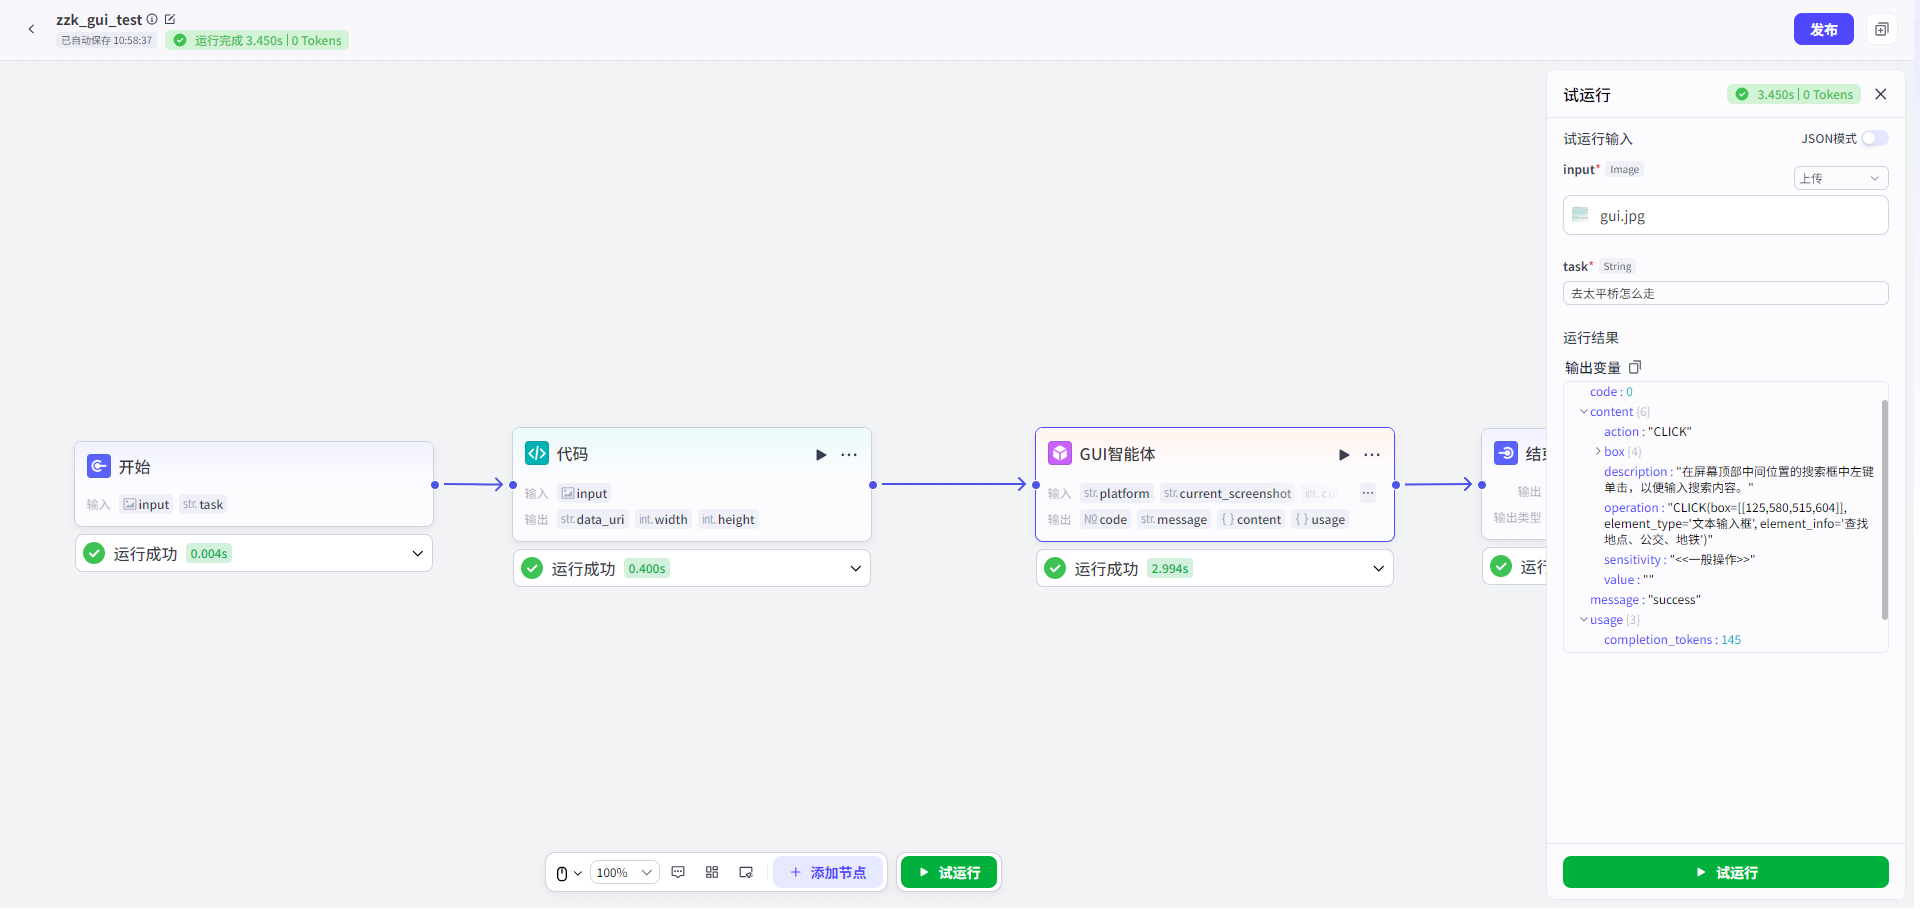 zzk_gui_test
已自动保存 10:58:37
运行完成 3.450s | 0 Tokens
发布
开始
输入 input str. task
运行成功 0.004s
代码
输入 input
输出 str. data_uri int. width int. height
运行成功 0.400s
GUI智能体
输入 str. platform str. current_screenshot int. cu
输出 № code str. message { } content { } usage
运行成功 2.994s
输出
输出类型
运行
100%
添加节点
试运行
试运行
3.450s | 0 Tokens
试运行输入
JSON模式
input* Image
上传
gui.jpg
task* String
去太平桥怎么走
运行结果
输出变量
code : 0
content {6}
action : "CLICK"
box {4}
description : "在屏幕顶部中间位置的搜索框中左键
单击，以便输入搜索内容。"
operation : "CLICK(box=[[125,580,515,604]],
element_type='文本输入框', element_info='查找
地点、公交、地铁')"
sensitivity : "<<一般操作>>"
value : ""
message : "success"
usage {3}
completion_tokens : 145
试运行